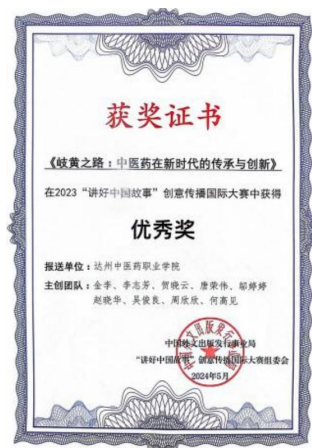 获奖证书
《岐黄之路：中医药在新时代的传承与创新》
在2023“讲好中国故事”创意传播国际大赛中获得
优秀奖
报送单位：达州中医药职业学院
主创团队：金李、李志芳、贺晓云、唐荣伟、邬婷婷
赵晓华、吴俊良、周欣欣、何高见
中国外文出版发行事业局
“讲好中国故事”创意传播国际大赛组委会
2024年5月